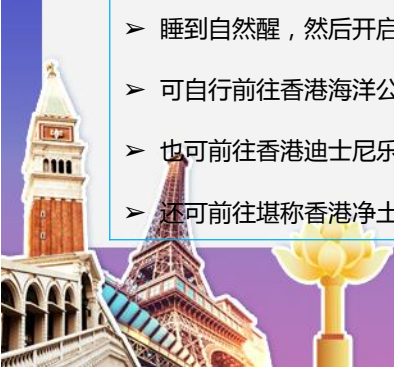 ➢ 睡到自然醒，然后开启
➢ 可自行前往香港海洋公
➢ 也可前往香港迪士尼乐
➢ 还可前往堪称香港净土